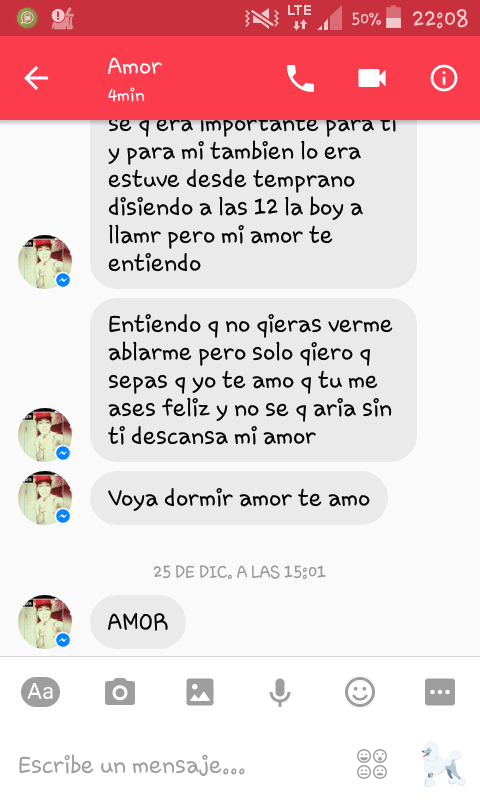 LTE 50% 22:08
Amor
4min
se q era importante para ti
y para mi tambien lo era
estuve desde temprano
disiendo a las 12 la boy a
llamr pero mi amor te
entiendo
Entiendo q no qieras verme
ablarme pero solo qiero q
sepas q yo te amo q tu me
ases feliz y no se q aria sin
ti descansa mi amor
Voya dormir amor te amo
25 DE DIC. A LAS 15:01
AMOR
Aa
Escribe un mensaje...